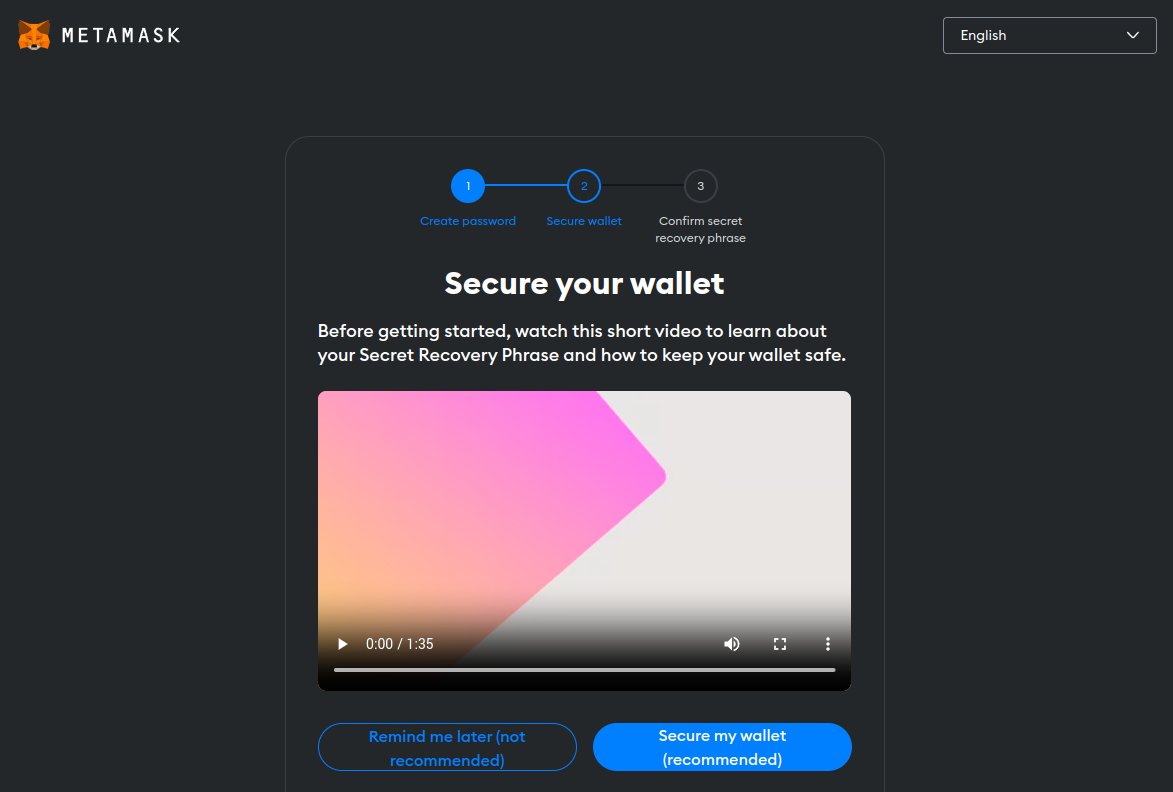 METAMASK
English
1
2
3
Create password
Secure wallet
Confirm secret
recovery phrase
Secure your wallet
Before getting started, watch this short video to learn about
your Secret Recovery Phrase and how to keep your wallet safe.
0:00 / 1:35
Remind me later (not
recommended)
Secure my wallet
(recommended)